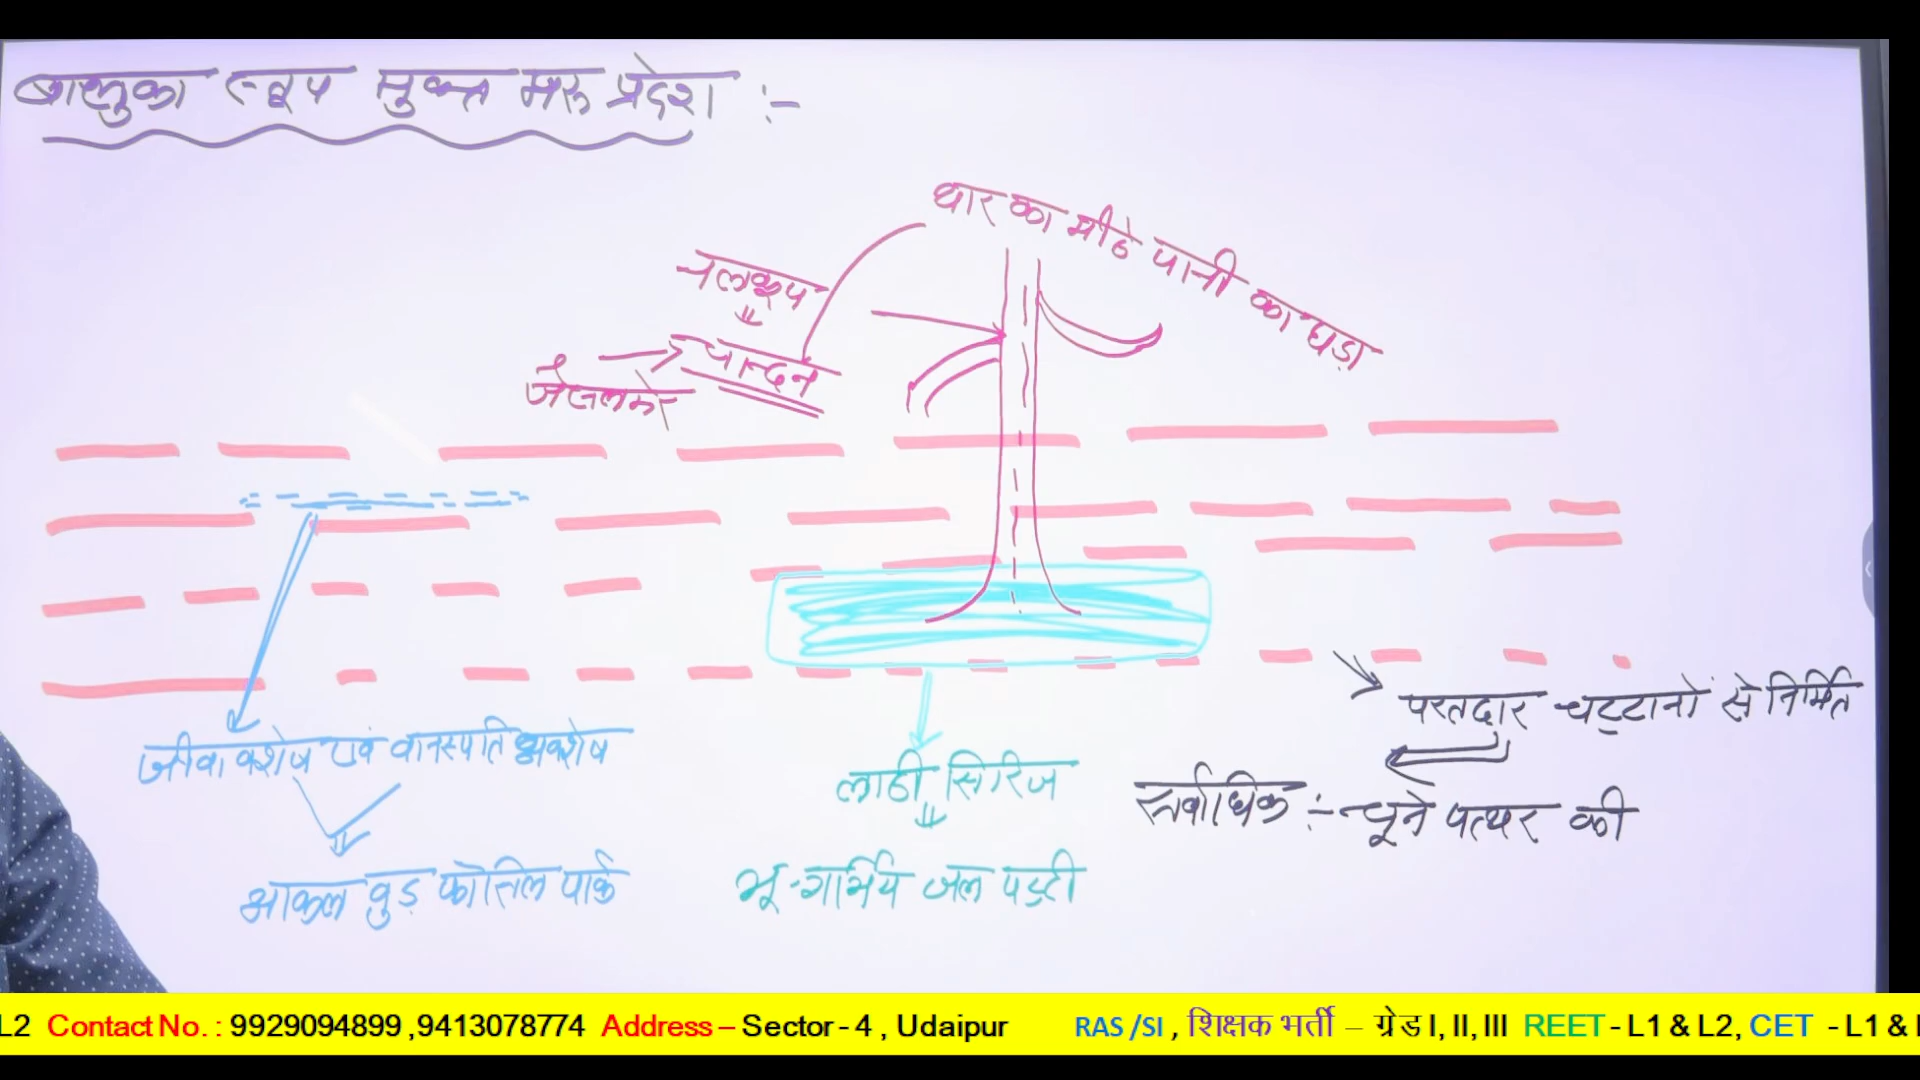 बालुका स्तूप मुक्त मरू प्रदेश :-
थार का मीठे पानी का घड़ा
नलकूप
चान्दन
जैसलमेर
परतदार चट्टानों से निर्मित
जीवावशेष एवं वानस्पति अवशेष
लाठी सिरिज
सर्वाधिक :- चूने पत्थर की
आकल वुड़ फोसिल पार्क
भू-गर्भिय जल पट्टी
L2 Contact No. : 9929094899 ,9413078774 Address – Sector - 4 , Udaipur RAS /SI , शिक्षक भर्ती – ग्रेड I, II, III REET - L1 & L2, CET - L1 &